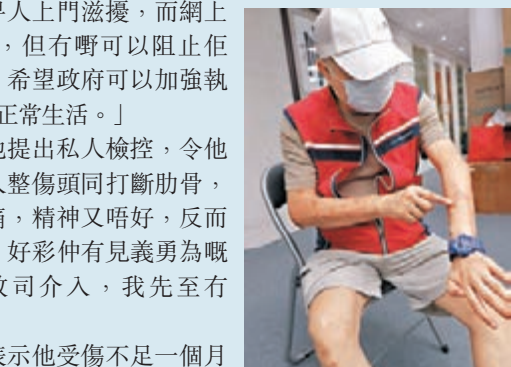 人上門滋擾，而網上
，但冇嘢可以阻止佢
希望政府可以加強執
正常生活。」
也提出私人檢控，令他
整傷頭同打斷肋骨，
痛，精神又唔好，反而
好彩仲有見義勇為嘅
司介入，我先至冇
表示他受傷不足一個月